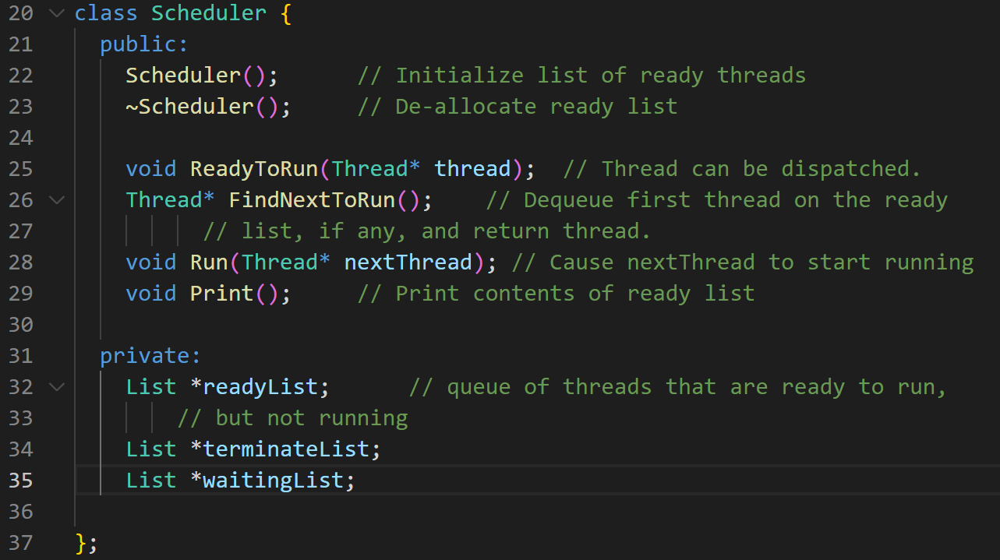 20 class Scheduler {
21 public:
22 Scheduler();      // Initialize list of ready threads
23 ~Scheduler();     // De-allocate ready list
24
25 void ReadyToRun(Thread* thread);  // Thread can be dispatched.
26 Thread* FindNextToRun();    // Dequeue first thread on the ready
27 // list, if any, and return thread.
28 void Run(Thread* nextThread); // Cause nextThread to start running
29 void Print();     // Print contents of ready list
30
31 private:
32 List *readyList;      // queue of threads that are ready to run,
33 // but not running
34 List *terminateList;
35 List *waitingList;
36
37 };